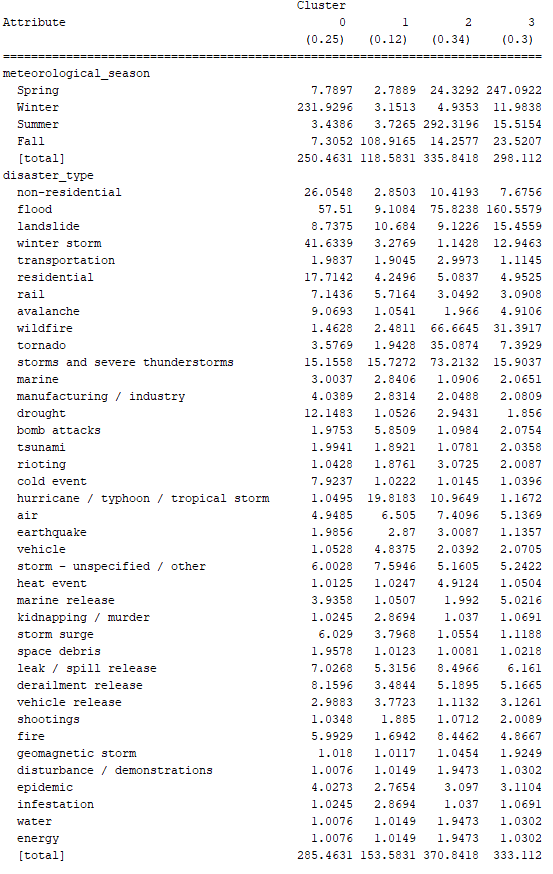 Cluster
Attribute 0 1 2 3
(0.25) (0.12) (0.34) (0.3)
======================================================================
meteorological_season
Spring 7.7897 2.7889 24.3292 247.0922
Winter 231.9296 3.1513 4.9353 11.9838
Summer 3.4386 3.7265 292.3196 15.5154
Fall 7.3052 108.9165 14.2577 23.5207
[total] 250.4631 118.5831 335.8418 298.112
disaster_type
non-residential 26.0548 2.8503 10.4193 7.6756
flood 57.51 9.1084 75.8238 160.5579
landslide 8.7375 10.684 9.1226 15.4559
winter storm 41.6339 3.2769 1.1428 12.9463
transportation 1.9837 1.9045 2.9973 1.1145
residential 17.7142 4.2496 5.0837 4.9525
rail 7.1436 5.7164 3.0492 3.0908
avalanche 9.0693 1.0541 1.966 4.9106
wildfire 1.4628 2.4811 66.6645 31.3917
tornado 3.5769 1.9428 35.0874 7.3929
storms and severe thunderstorms 15.1558 15.7272 73.2132 15.9037
marine 3.0037 2.8406 1.0906 2.0651
manufacturing / industry 4.0389 2.8314 2.0488 2.0809
drought 12.1483 1.0526 2.9431 1.856
bomb attacks 1.9753 5.8509 1.0984 2.0754
tsunami 1.9941 1.8921 1.0781 2.0358
rioting 1.0428 1.8761 3.0725 2.0087
cold event 7.9237 1.0222 1.0145 1.0396
hurricane / typhoon / tropical storm 1.0495 19.8183 10.9649 1.1672
air 4.9485 6.505 7.4096 5.1369
earthquake 1.9856 2.87 3.0087 1.1357
vehicle 1.0528 4.8375 2.0392 2.0705
storm - unspecified / other 6.0028 7.5946 5.1605 5.2422
heat event 1.0125 1.0247 4.9124 1.0504
marine release 3.9358 1.0507 1.992 5.0216
kidnapping / murder 1.0245 2.8694 1.037 1.0691
storm surge 6.029 3.7968 1.0554 1.1188
space debris 1.9578 1.0123 1.0081 1.0218
leak / spill release 7.0268 5.3156 8.4966 6.161
derailment release 8.1596 3.4844 5.1895 5.1665
vehicle release 2.9883 3.7723 1.1132 3.1261
shootings 1.0348 1.885 1.0712 2.0089
fire 5.9929 1.6942 8.4462 4.8667
geomagnetic storm 1.018 1.0117 1.0454 1.9249
disturbance / demonstrations 1.0076 1.0149 1.9473 1.0302
epidemic 4.0273 2.7654 3.097 3.1104
infestation 1.0245 2.8694 1.037 1.0691
water 1.0076 1.0149 1.9473 1.0302
energy 1.0076 1.0149 1.9473 1.0302
[total] 285.4631 153.5831 370.8418 333.112